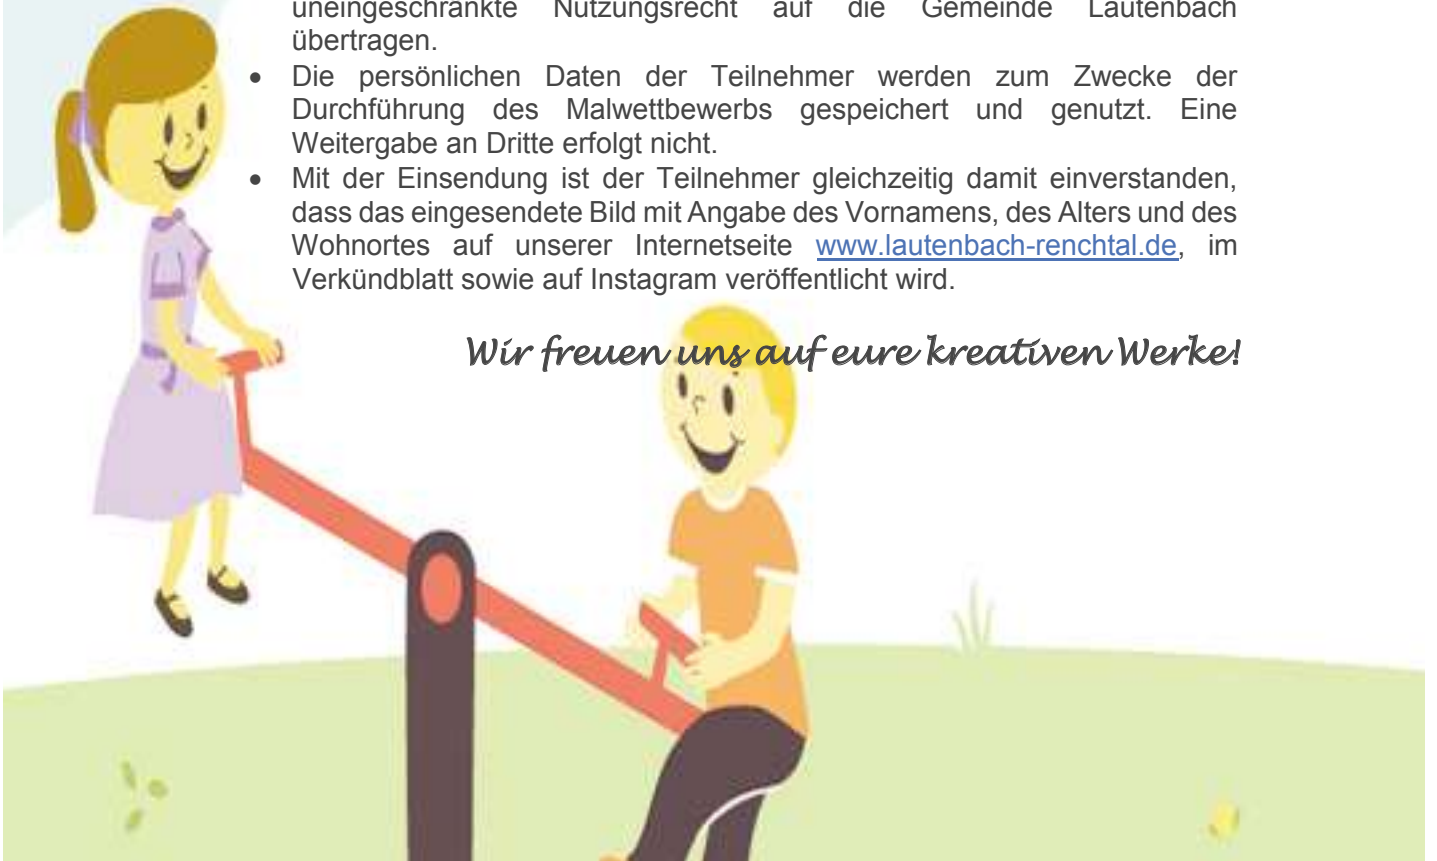 uneingeschränkte Nutzungsrecht auf die Gemeinde Lautenbach
übertragen.
• Die persönlichen Daten der Teilnehmer werden zum Zwecke der
Durchführung des Malwettbewerbs gespeichert und genutzt. Eine
Weitergabe an Dritte erfolgt nicht.
• Mit der Einsendung ist der Teilnehmer gleichzeitig damit einverstanden,
dass das eingesendete Bild mit Angabe des Vornamens, des Alters und des
Wohnortes auf unserer Internetseite www.lautenbach-renchtal.de, im
Verkündblatt sowie auf Instagram veröffentlicht wird.
Wir freuen uns auf eure kreativen Werke!